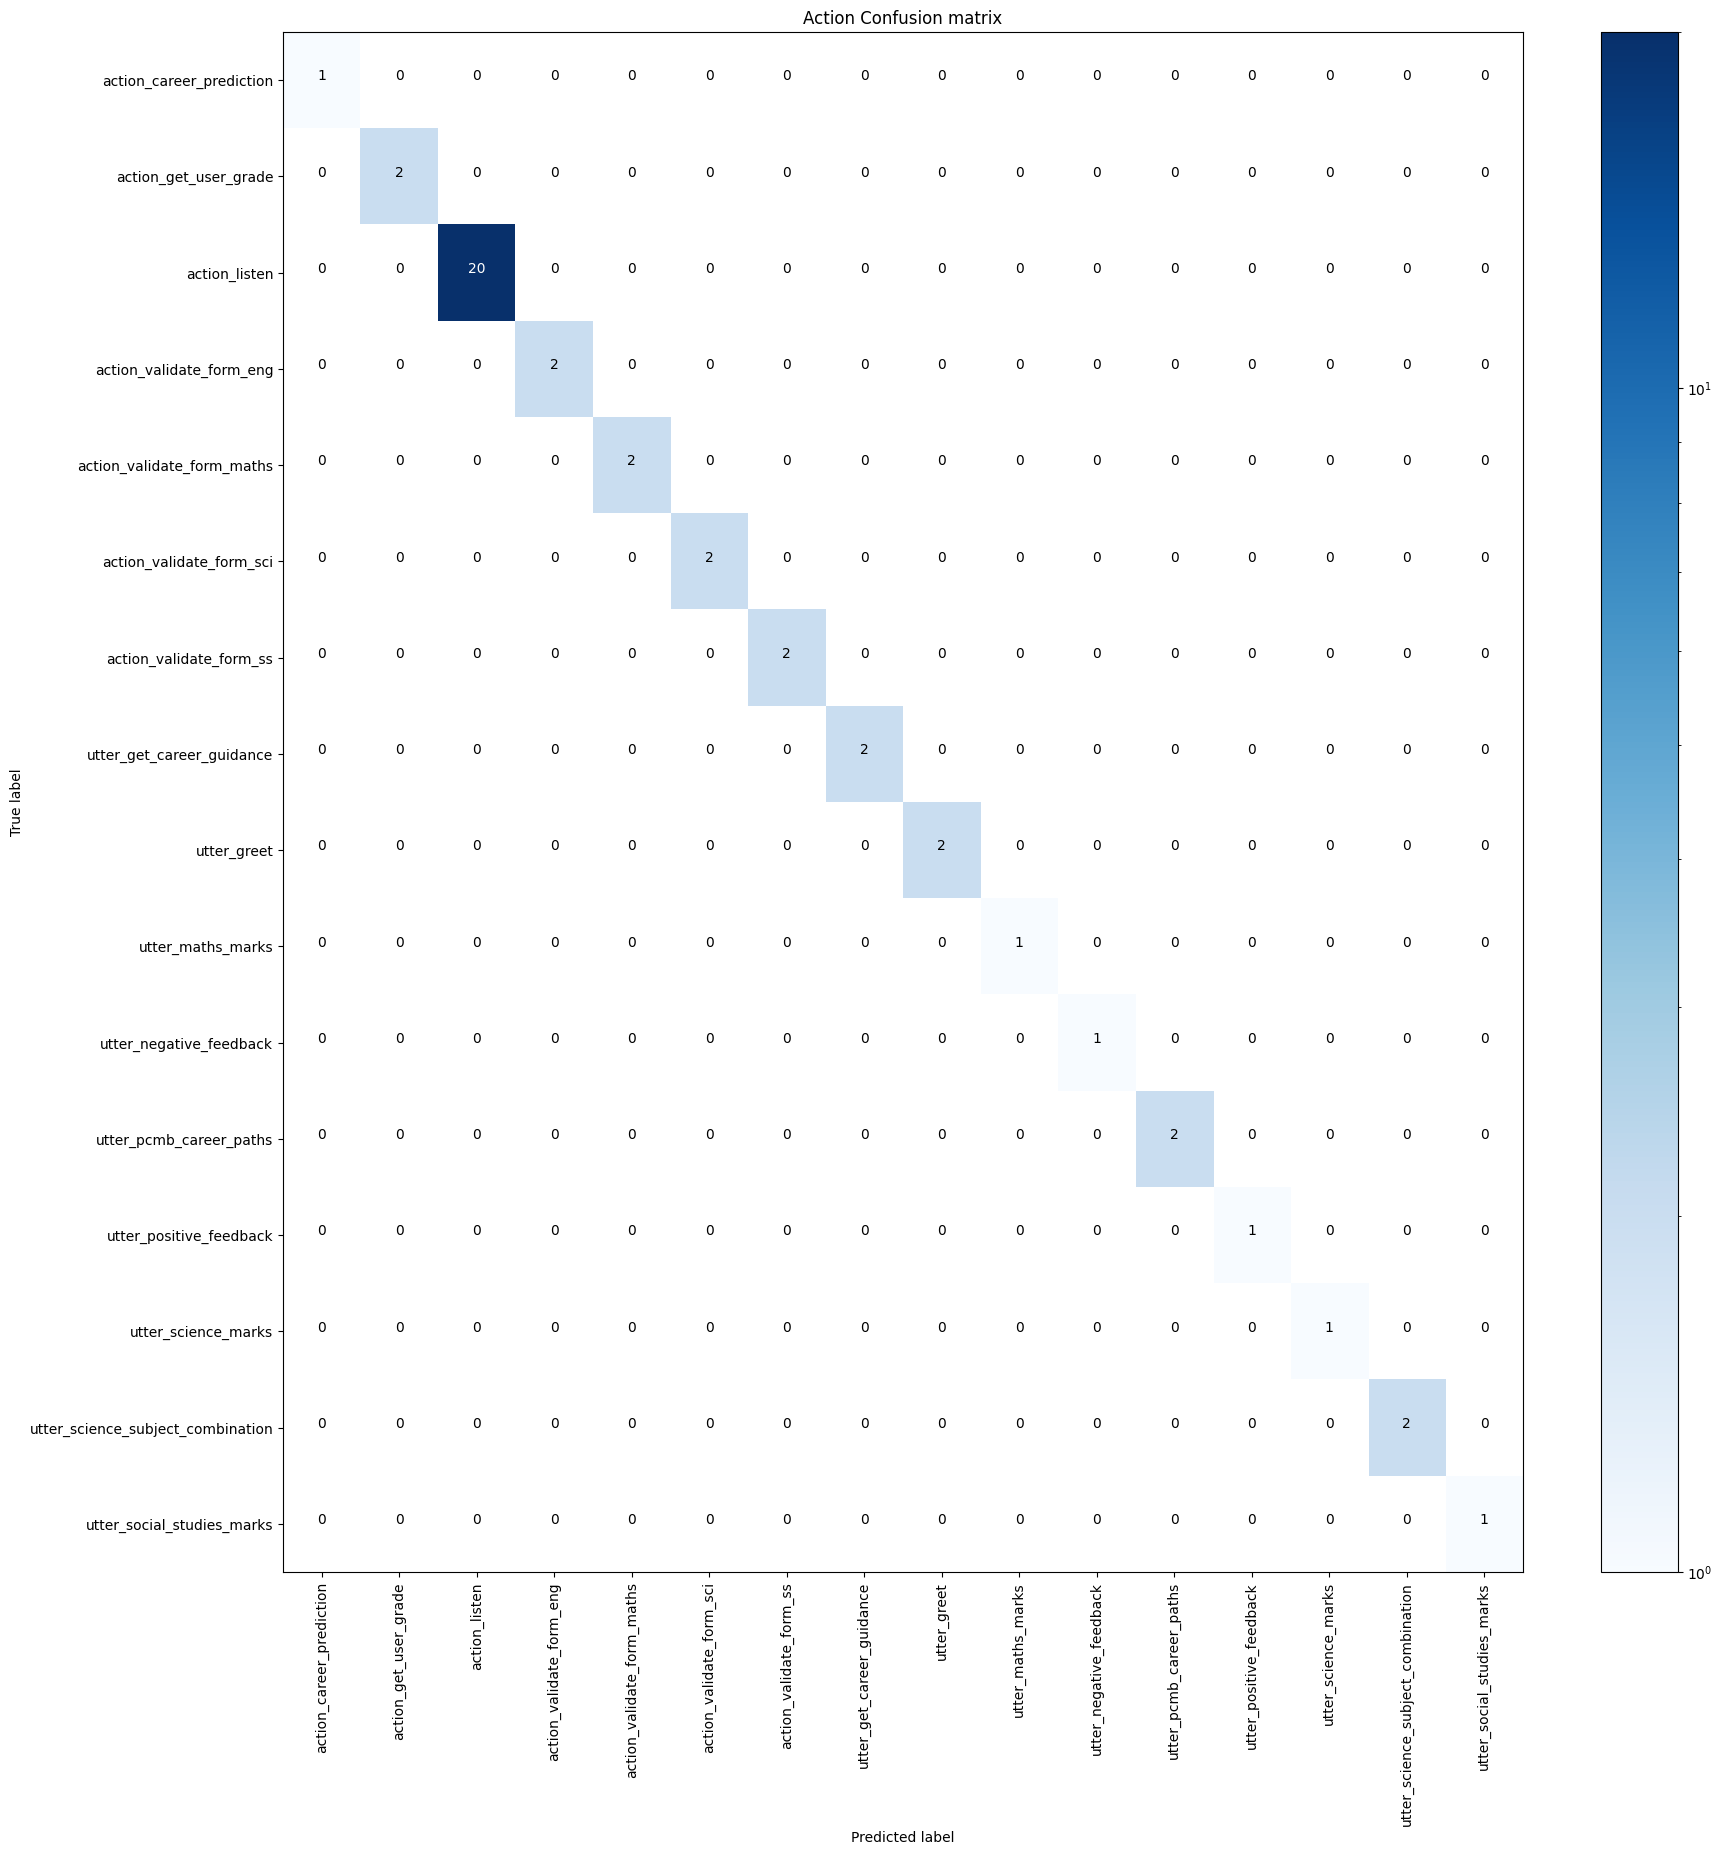 Action Confusion matrix
action_career_prediction 1 0 0 0 0 0 0 0 0 0 0 0 0 0 0 0
action_get_user_grade 0 2 0 0 0 0 0 0 0 0 0 0 0 0 0 0
action_listen 0 0 20 0 0 0 0 0 0 0 0 0 0 0 0 0
action_validate_form_eng 0 0 0 2 0 0 0 0 0 0 0 0 0 0 0 0
action_validate_form_maths 0 0 0 0 2 0 0 0 0 0 0 0 0 0 0 0
action_validate_form_sci 0 0 0 0 0 2 0 0 0 0 0 0 0 0 0 0
action_validate_form_ss 0 0 0 0 0 0 2 0 0 0 0 0 0 0 0 0
utter_get_career_guidance 0 0 0 0 0 0 0 2 0 0 0 0 0 0 0 0
utter_greet 0 0 0 0 0 0 0 0 2 0 0 0 0 0 0 0
utter_maths_marks 0 0 0 0 0 0 0 0 0 1 0 0 0 0 0 0
utter_negative_feedback 0 0 0 0 0 0 0 0 0 0 1 0 0 0 0 0
utter_pcmb_career_paths 0 0 0 0 0 0 0 0 0 0 0 2 0 0 0 0
utter_positive_feedback 0 0 0 0 0 0 0 0 0 0 0 0 1 0 0 0
utter_science_marks 0 0 0 0 0 0 0 0 0 0 0 0 0 1 0 0
utter_science_subject_combination 0 0 0 0 0 0 0 0 0 0 0 0 0 0 2 0
utter_social_studies_marks 0 0 0 0 0 0 0 0 0 0 0 0 0 0 0 1
True label
action_career_prediction
action_get_user_grade
action_listen
action_validate_form_eng
action_validate_form_maths
action_validate_form_sci
action_validate_form_ss
utter_get_career_guidance
utter_greet
utter_maths_marks
utter_negative_feedback
utter_pcmb_career_paths
utter_positive_feedback
utter_science_marks
utter_science_subject_combination
utter_social_studies_marks
Predicted label
10¹
10⁰